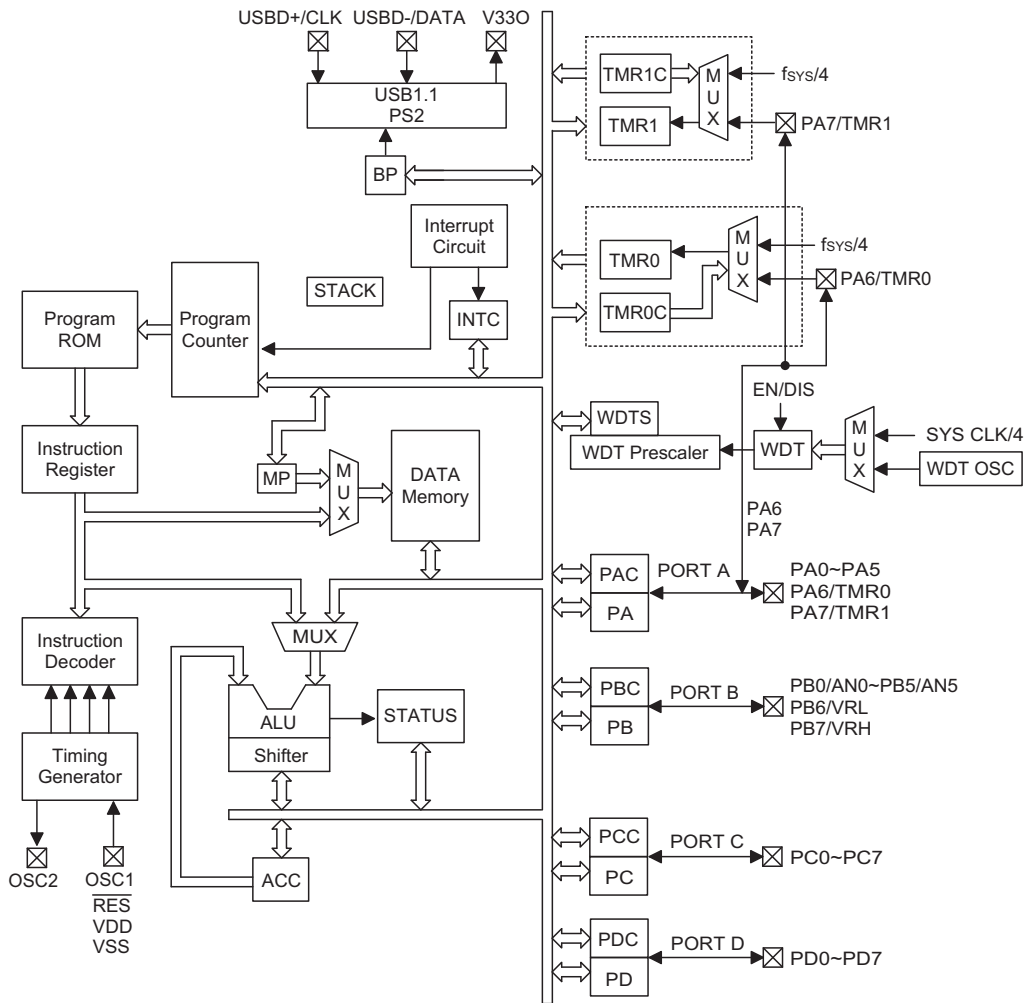 USBD+/CLK USBD-/DATA V33O
USB1.1
PS2
BP
TMR1C
TMR1
MUX
fSYS/4
PA7/TMR1
Interrupt
Circuit
INTC
STACK
Program
ROM
Program
Counter
TMR0
TMR0C
MUX
fSYS/4
PA6/TMR0
EN/DIS
WDTS
WDT Prescaler
WDT
MUX
SYS CLK/4
WDT OSC
Instruction
Register
MP
MUX
DATA
Memory
PA6
PA7
PAC
PA
PORT A
PA0~PA5
PA6/TMR0
PA7/TMR1
Instruction
Decoder
MUX
ALU
Shifter
STATUS
PBC
PB
PORT B
PB0/AN0~PB5/AN5
PB6/VRL
PB7/VRH
Timing
Generator
OSC2
OSC1
RES
VDD
VSS
ACC
PCC
PC
PORT C
PC0~PC7
PDC
PD
PORT D
PD0~PD7